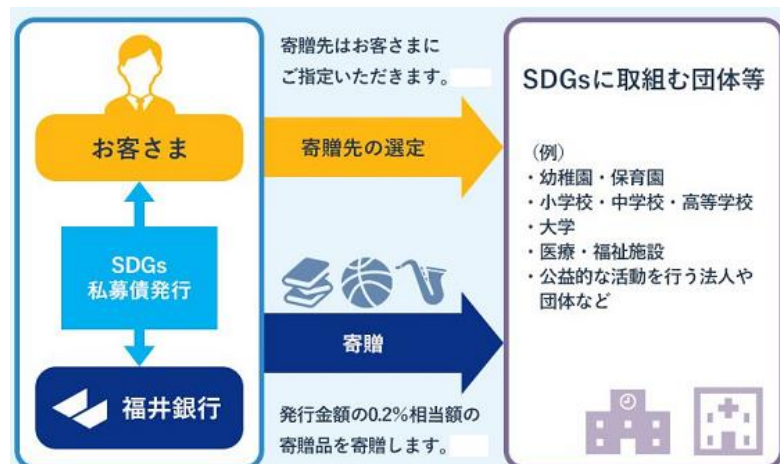 お客さま
SDGs
私募債発行
福井銀行
寄贈先はお客さまに
ご指定いただきます。
寄贈先の選定
寄贈
発行金額の0.2%相当額の
寄贈品を寄贈します。
SDGsに取組む団体等
（例）
・幼稚園・保育園
・小学校・中学校・高等学校
・大学
・医療・福祉施設
・公益的な活動を行う法人や
団体など